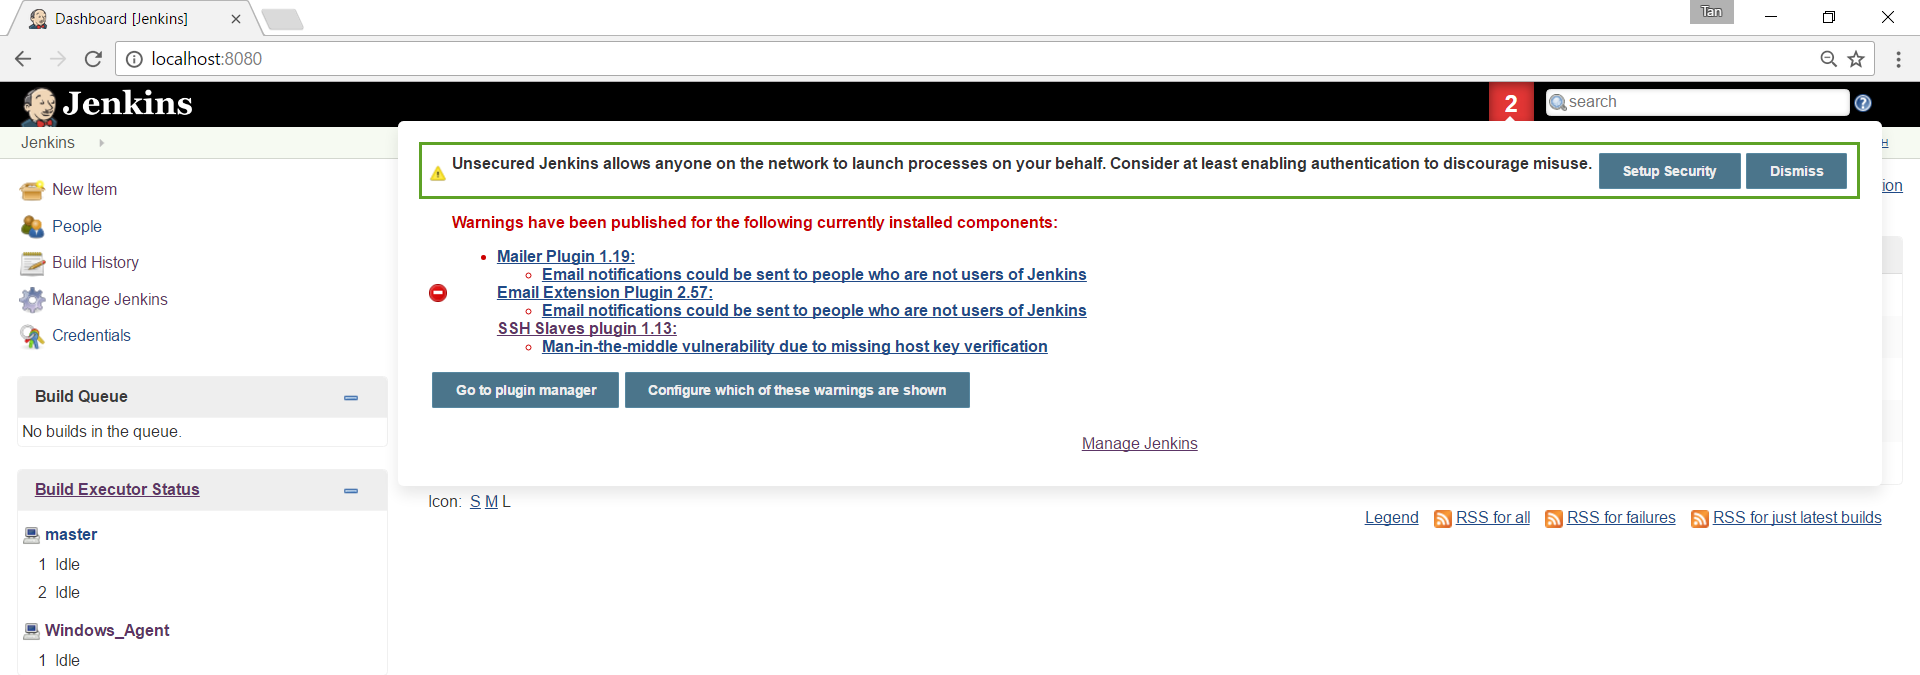 Dashboard [Jenkins]
Tan
localhost:8080
Jenkins
2
search
Jenkins
Unsecured Jenkins allows anyone on the network to launch processes on your behalf. Consider at least enabling authentication to discourage misuse.
Setup Security
Dismiss
H
ion
New Item
People
Build History
Manage Jenkins
Credentials
Warnings have been published for the following currently installed components:
Mailer Plugin 1.19:
Email notifications could be sent to people who are not users of Jenkins
Email Extension Plugin 2.57:
Email notifications could be sent to people who are not users of Jenkins
SSH Slaves plugin 1.13:
Man-in-the-middle vulnerability due to missing host key verification
Go to plugin manager
Configure which of these warnings are shown
Manage Jenkins
Build Queue
No builds in the queue.
Build Executor Status
master
1 Idle
2 Idle
Windows_Agent
1 Idle
Icon: S M L
Legend RSS for all RSS for failures RSS for just latest builds